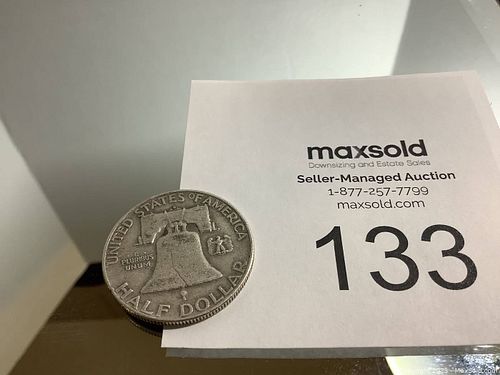 maxsold
Downsizing and Estate Sales
Seller-Managed Auction
1-877-257-7799
maxsold.com
133
UNITED STATES OF AMERICA
E
PLURIBUS
UNUM
HALF DOLLAR